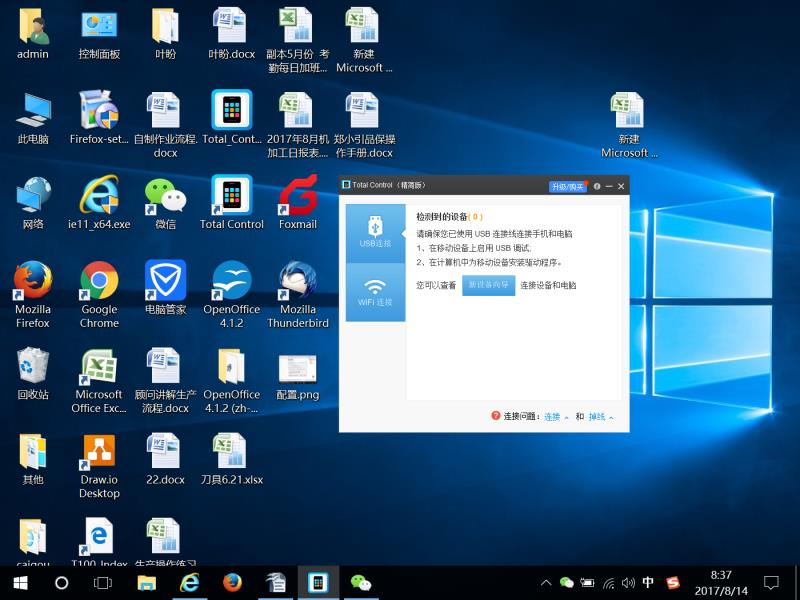 admin
控制面板
叶盼
叶盼.docx
副本5月份 考
勤每日加班...
新建
Microsoft ...
此电脑
Firefox-set...
自制作业流程.
docx
Total_Cont...
2017年8月机
加工日报表....
郑小引品保操
作手册.docx
新建
Microsoft ...
网络
ie11_x64.exe
微信
Total Control
Foxmail
Mozilla
Firefox
Google
Chrome
电脑管家
OpenOffice
4.1.2
Mozilla
Thunderbird
回收站
Microsoft
Office Exc...
顾问讲解生产
流程.docx
OpenOffice
4.1.2 (zh-...
配置.png
其他
Draw.io
Desktop
22.docx
刀具6.21.xlsx
caigou
T100_Index
生产操作练习
Total Control（精简版）
升级/购买
USB连接
WiFi 连接
检测到的设备( 0 )
请确保您已使用 USB 连接线连接手机和电脑
1、在移动设备上启用 USB 调试;
2、在计算机中为移动设备安装驱动程序。
您可以查看 新设备向导 连接设备和电脑
连接问题： 连接 和 掉线
中
8:37
2017/8/14